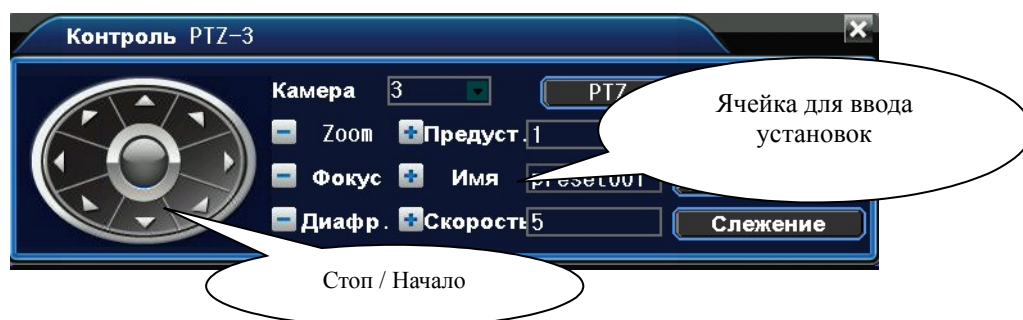 Контроль PTZ-3
Камера 3 PTZ
Zoom Предуст. 1
Фокус Имя preset001
Диафр. Скорость 5 Слежение
Ячейка для ввода
установок
Стоп / Начало